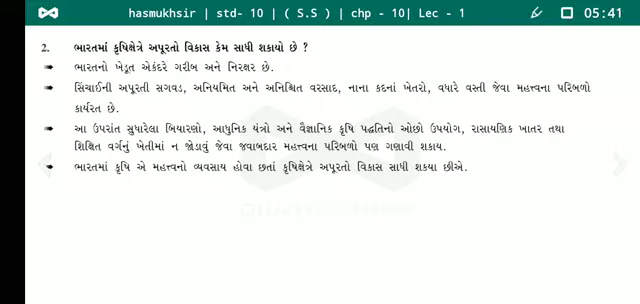 hasmukhsir | std- 10 | ( S.S ) | chp - 10| Lec - 1
05:41
2. ભારતમાં કૃષિક્ષેત્રે અપૂરતો વિકાસ કેમ સાધી શકાયો છે ?
ભારતનો ખેડૂત એકંદરે ગરીબ અને નિરક્ષર છે.
સિંચાઈની અપૂરતી સગવડ, અનિયમિત અને અનિશ્ચિત વરસાદ, નાના કદનાં ખેતરો, વધારે વસ્તી જેવા મહત્ત્વના પરિબળો
કાર્યરત છે.
આ ઉપરાંત સુધારેલા બિયારણો, આધુનિક યંત્રો અને વૈજ્ઞાનિક કૃષિ પદ્ધતિનો ઓછો ઉપયોગ, રાસાયણિક ખાતર તથા
શિક્ષિત વર્ગનું ખેતીમાં ન જોડાવું જેવા જવાબદાર મહત્ત્વના પરિબળો પણ ગણાવી શકાય.
ભારતમાં કૃષિ એ મહત્ત્વનો વ્યવસાય હોવા છતાં કૃષિક્ષેત્રે અપૂરતો વિકાસ સાધી શકયા છીએ.